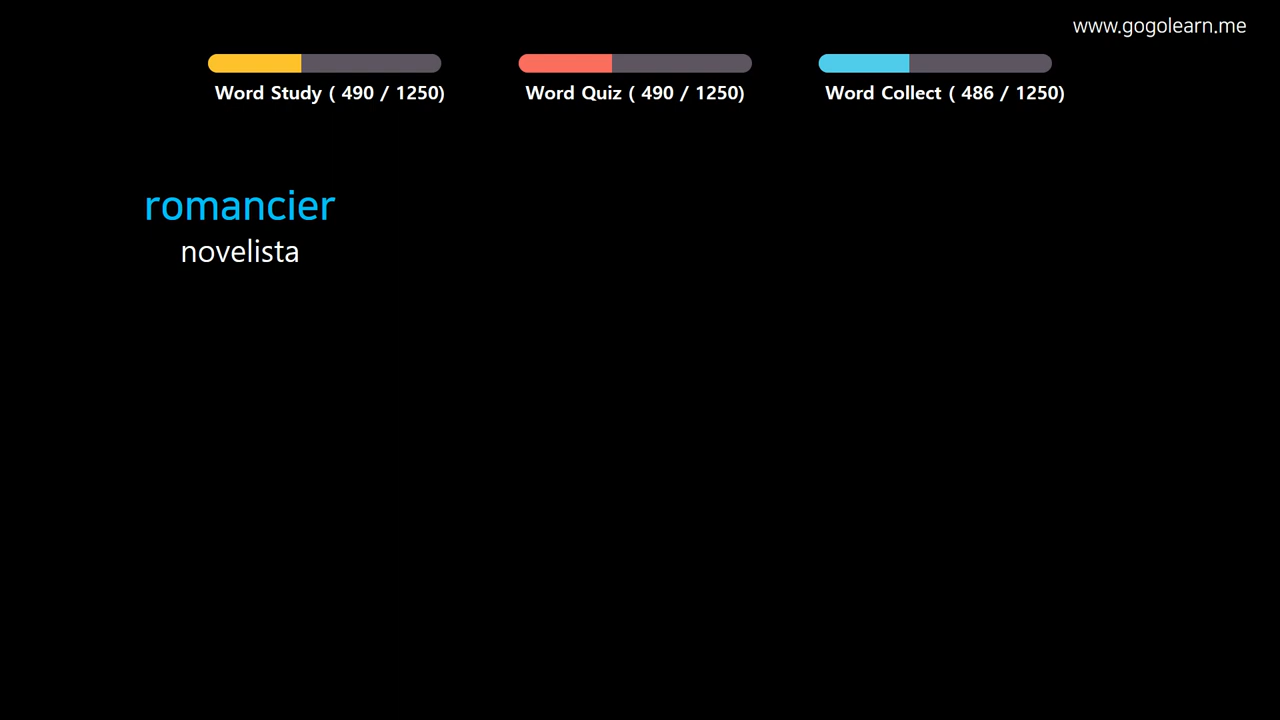 www.gogolearn.me
Word Study ( 490 / 1250)
Word Quiz ( 490 / 1250)
Word Collect ( 486 / 1250)
romancier
novelista